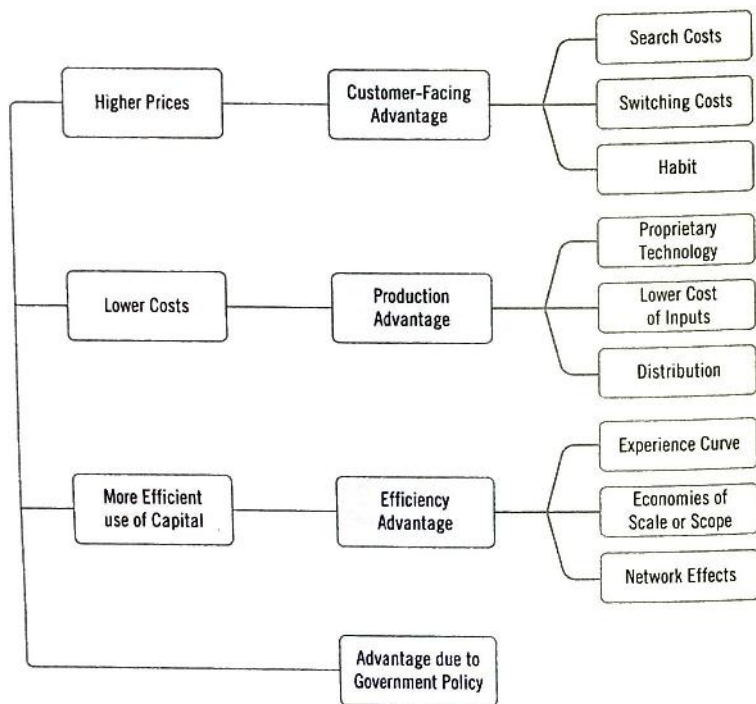 Search Costs
Higher Prices
Customer-Facing
Advantage
Switching Costs
Habit
Proprietary
Technology
Lower Costs
Production
Advantage
Lower Cost
of Inputs
Distribution
Experience Curve
More Efficient
use of Capital
Efficiency
Advantage
Economies of
Scale or Scope
Network Effects
Advantage due to
Government Policy